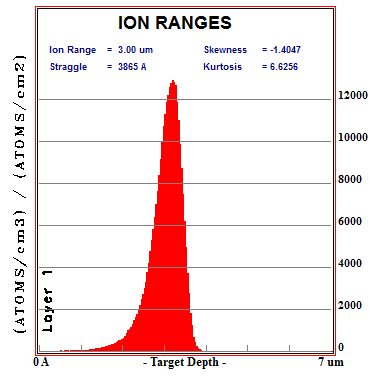 ION RANGES
Ion Range = 3.00 um Skewness = -1.4047
Straggle = 3865 A Kurtosis = 6.6256
(ATOMS/cm3) / (ATOMS/cm2)
Layer 1
12000
10000
8000
6000
4000
2000
0
0 A - Target Depth - 7 um